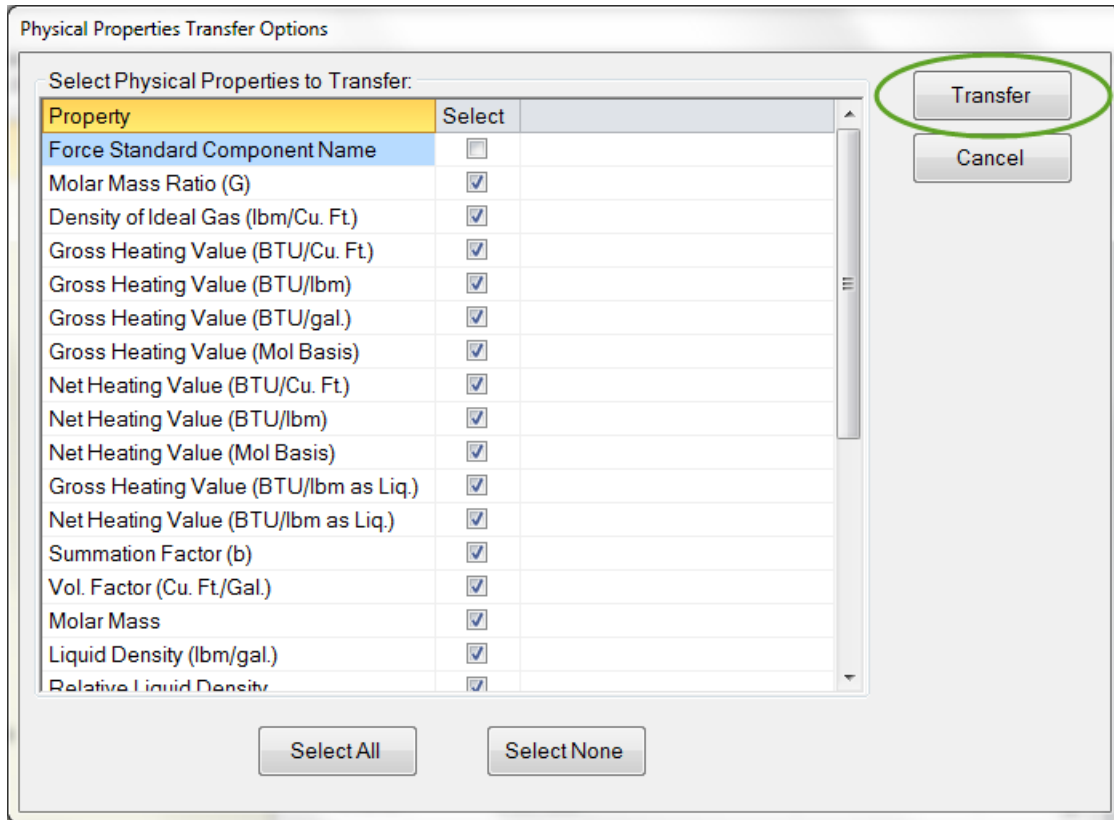 Physical Properties Transfer Options
Select Physical Properties to Transfer:
Property Select
Force Standard Component Name
Molar Mass Ratio (G)
Density of Ideal Gas (lbm/Cu. Ft.)
Gross Heating Value (BTU/Cu. Ft.)
Gross Heating Value (BTU/lbm)
Gross Heating Value (BTU/gal.)
Gross Heating Value (Mol Basis)
Net Heating Value (BTU/Cu. Ft.)
Net Heating Value (BTU/lbm)
Net Heating Value (Mol Basis)
Gross Heating Value (BTU/lbm as Liq.)
Net Heating Value (BTU/lbm as Liq.)
Summation Factor (b)
Vol. Factor (Cu. Ft./Gal.)
Molar Mass
Liquid Density (lbm/gal.)
Relative Liquid Density
Transfer
Cancel
Select All
Select None